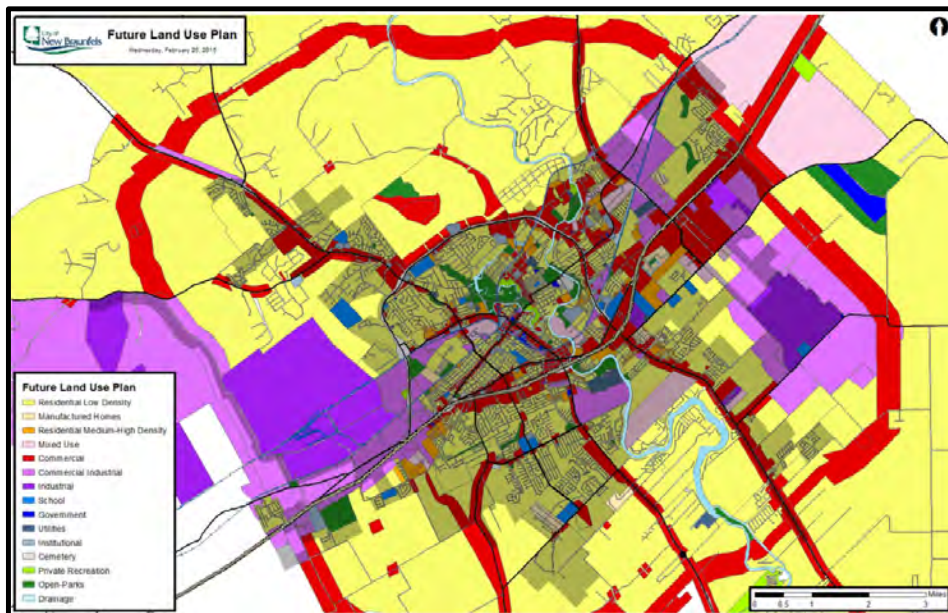 City of
New Braunfels
Future Land Use Plan
Wednesday, February 25, 2015
Future Land Use Plan
Residential Low Density
Manufactured Homes
Residential Medium-High Density
Mixed Use
Commercial
Commercial Industrial
Industrial
School
Government
Utilities
Institutional
Cemetery
Private Recreation
Open-Parks
Drainage
Miles
0 0.5 1 2 3